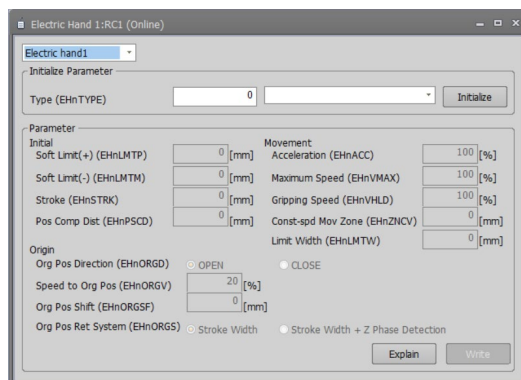 Electric Hand 1:RC1 (Online)
Electric hand1
Initialize Parameter
Type (EHnTYPE) 0 Initialize
Parameter
Initial Movement
Soft Limit(+) (EHnLMTP) 0 [mm] Acceleration (EHnACC) 100 [%]
Soft Limit(-) (EHnLMTM) 0 [mm] Maximum Speed (EHnVMAX) 100 [%]
Stroke (EHnSTRK) 0 [mm] Gripping Speed (EHnVHLD) 100 [%]
Pos Comp Dist (EHnPSCD) 0 [mm] Const-spd Mov Zone (EHnZNCV) 0 [mm]
Limit Width (EHnLMTW) 0 [mm]
Origin
Org Pos Direction (EHnORGD) OPEN CLOSE
Speed to Org Pos (EHnORGV) 20 [%]
Org Pos Shift (EHnORGSF) 0 [mm]
Org Pos Ret System (EHnORGS) Stroke Width Stroke Width + Z Phase Detection
Explain Write